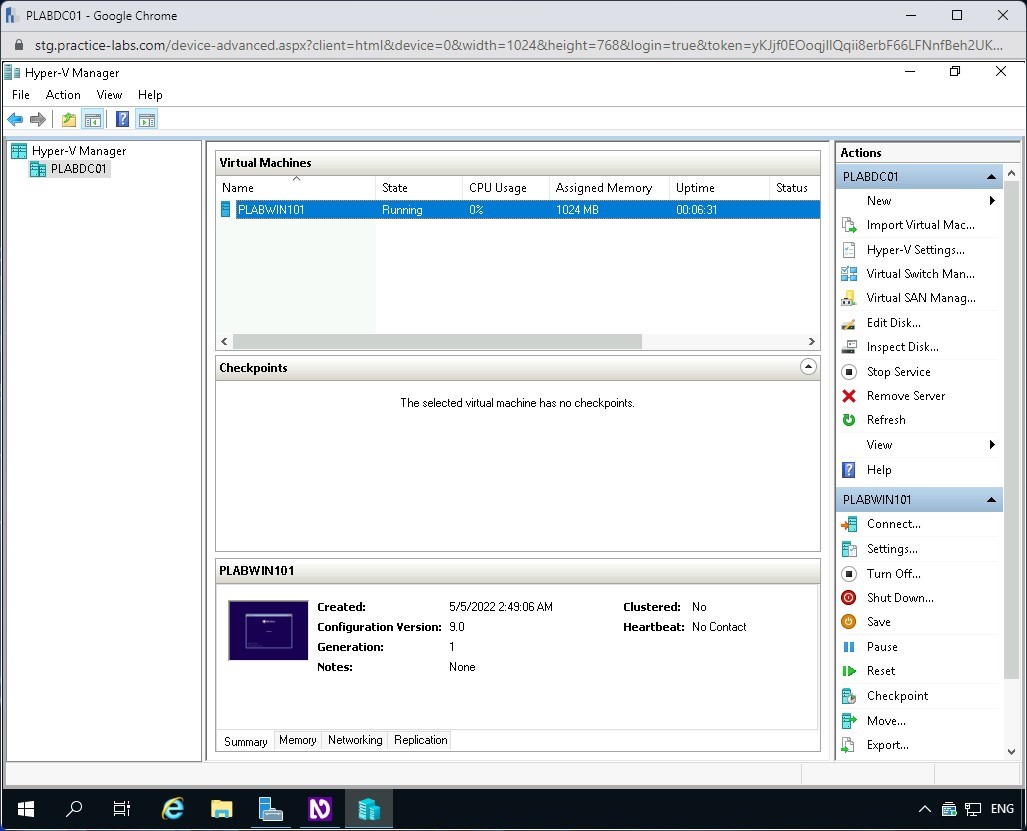 PLABDC01 - Google Chrome
stg.practice-labs.com/device-advanced.aspx?client=html&device=0&width=1024&height=768&login=true&token=yKJjf0EOoqjIlQqii8erbF66LFNnfBeh2UK...
Hyper-V Manager
File Action View Help
Hyper-V Manager
PLABDC01
Virtual Machines
Name State CPU Usage Assigned Memory Uptime Status
PLABWIN101 Running 0% 1024 MB 00:06:31
Checkpoints
The selected virtual machine has no checkpoints.
PLABWIN101
Created: 5/5/2022 2:49:06 AM Clustered: No
Configuration Version: 9.0 Heartbeat: No Contact
Generation: 1
Notes: None
Summary Memory Networking Replication
Actions
PLABDC01
New
Import Virtual Mac...
Hyper-V Settings...
Virtual Switch Man...
Virtual SAN Manag...
Edit Disk...
Inspect Disk...
Stop Service
Remove Server
Refresh
View
Help
PLABWIN101
Connect...
Settings...
Turn Off...
Shut Down...
Save
Pause
Reset
Checkpoint
Move...
Export...
ENG